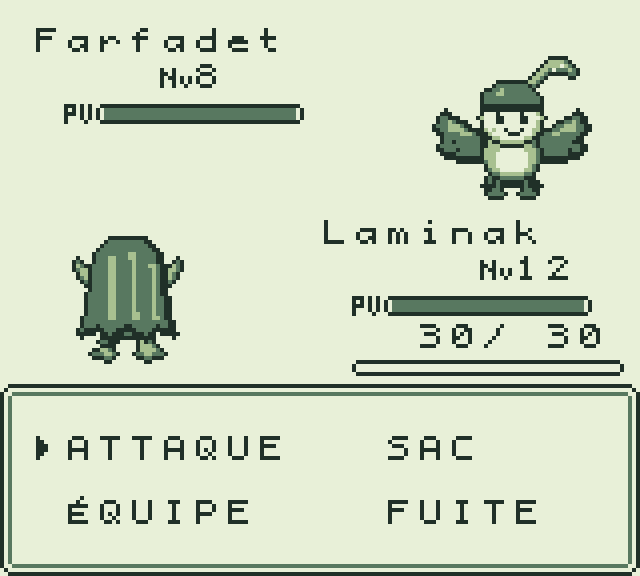 Farfadet
Nv8
PV
Laminak
Nv12
PV
30/ 30
ATTAQUE SAC
ÉQUIPE FUITE